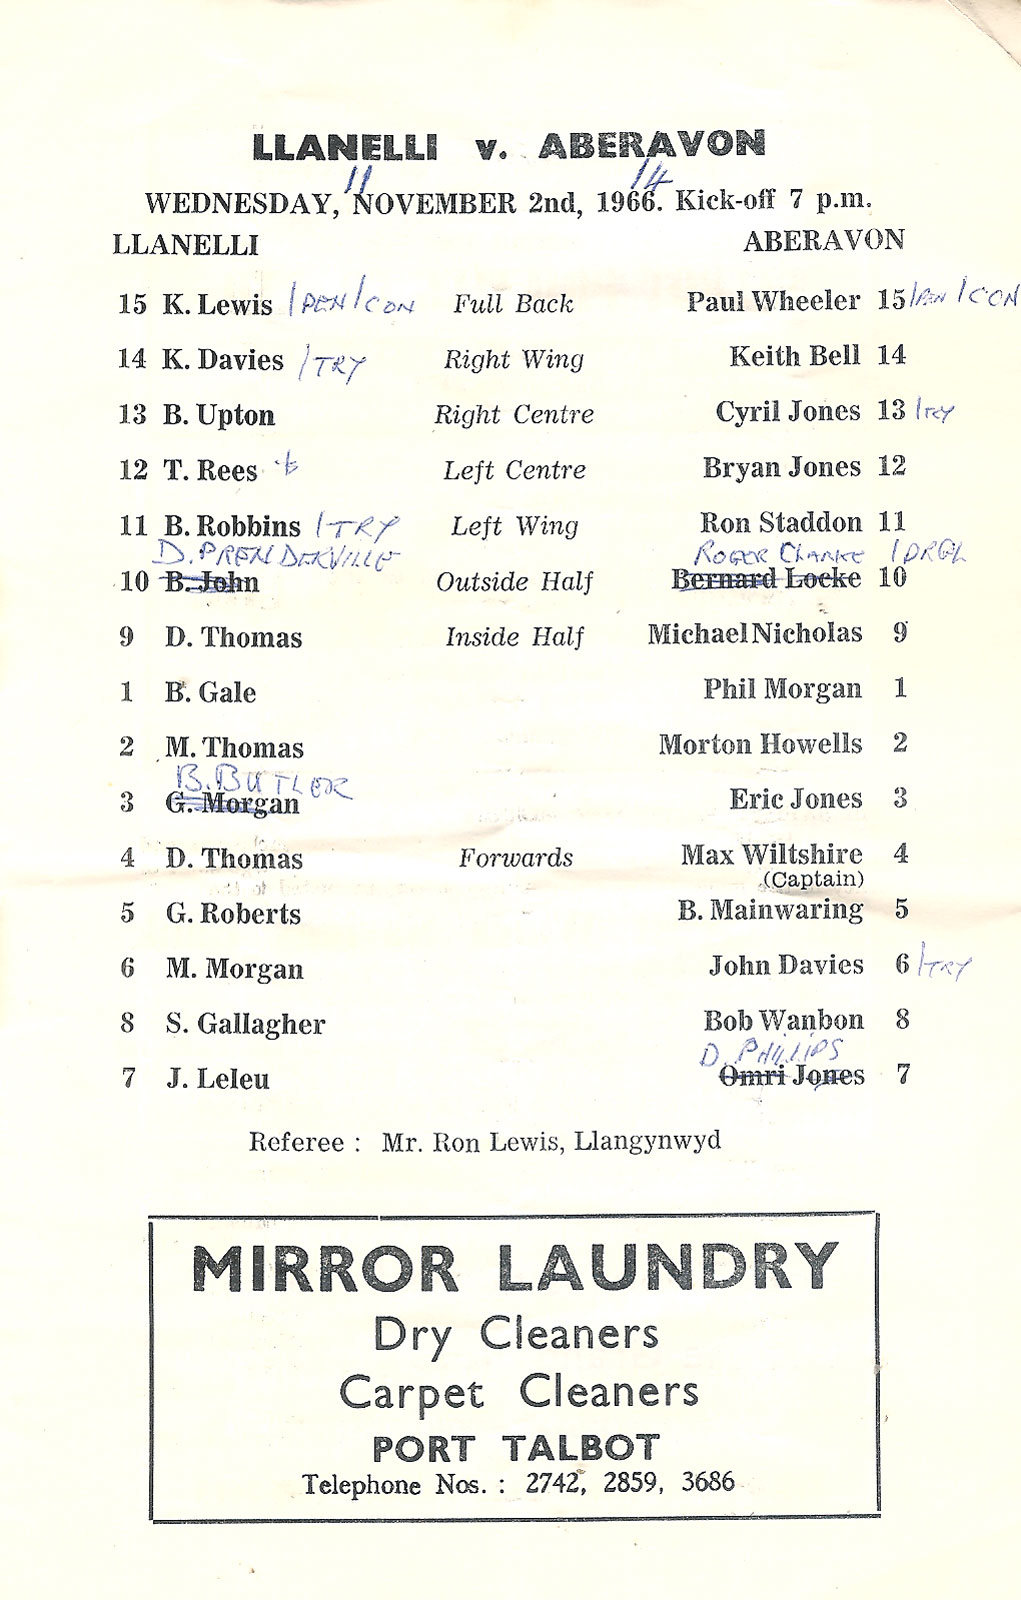 LLANELLI v. ABERAVON
11 14
WEDNESDAY, NOVEMBER 2nd, 1966. Kick-off 7 p.m.
LLANELLI ABERAVON
15 K. Lewis 1 PEN 1 CON Full Back Paul Wheeler 15 1 PEN 1 CON
14 K. Davies 1 TRY Right Wing Keith Bell 14
13 B. Upton Right Centre Cyril Jones 13 1 TRY
12 T. Rees Left Centre Bryan Jones 12
11 B. Robbins 1 TRY Left Wing Ron Staddon 11
D. PRENDERVILLE ROGER CLARKE 1 DRGL
10 B. John Outside Half Bernard Locke 10
9 D. Thomas Inside Half Michael Nicholas 9
1 B. Gale Phil Morgan 1
2 M. Thomas Morton Howells 2
B. BUTLER
3 G. Morgan Eric Jones 3
4 D. Thomas Forwards Max Wiltshire 4
(Captain)
5 G. Roberts B. Mainwaring 5
6 M. Morgan John Davies 6 1 TRY
8 S. Gallagher Bob Wanbon 8
D. PHILLIPS
7 J. Leleu Omri Jones 7
Referee : Mr. Ron Lewis, Llangynwyd
MIRROR LAUNDRY
Dry Cleaners
Carpet Cleaners
PORT TALBOT
Telephone Nos. : 2742, 2859, 3686